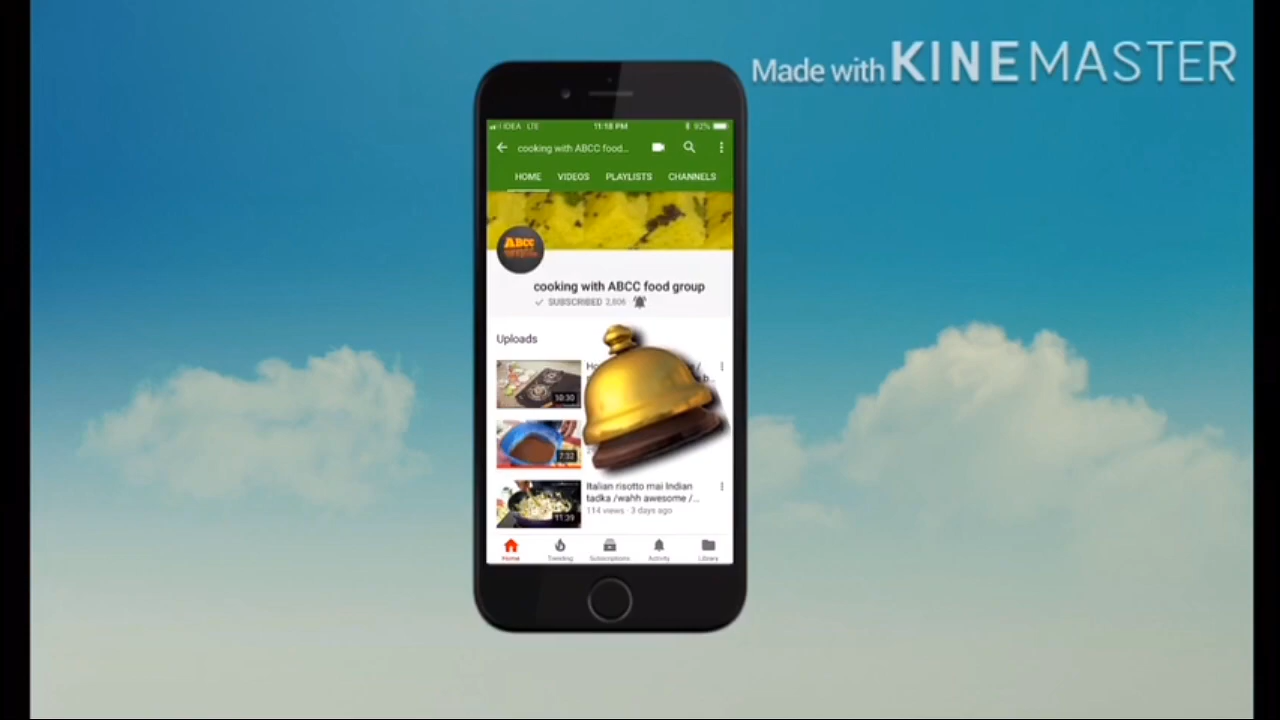 Made with KINEMASTER
IDEA LTE 11:18 PM 92%
cooking with ABCC food...
HOME VIDEOS PLAYLISTS CHANNELS
ABCC
cooking with ABCC food group
SUBSCRIBED 2,806
Uploads
10:30
7:32
Italian risotto mai Indian
tadka /wahh awesome /...
114 views · 3 days ago
11:39
Home Trending Subscriptions Activity Library